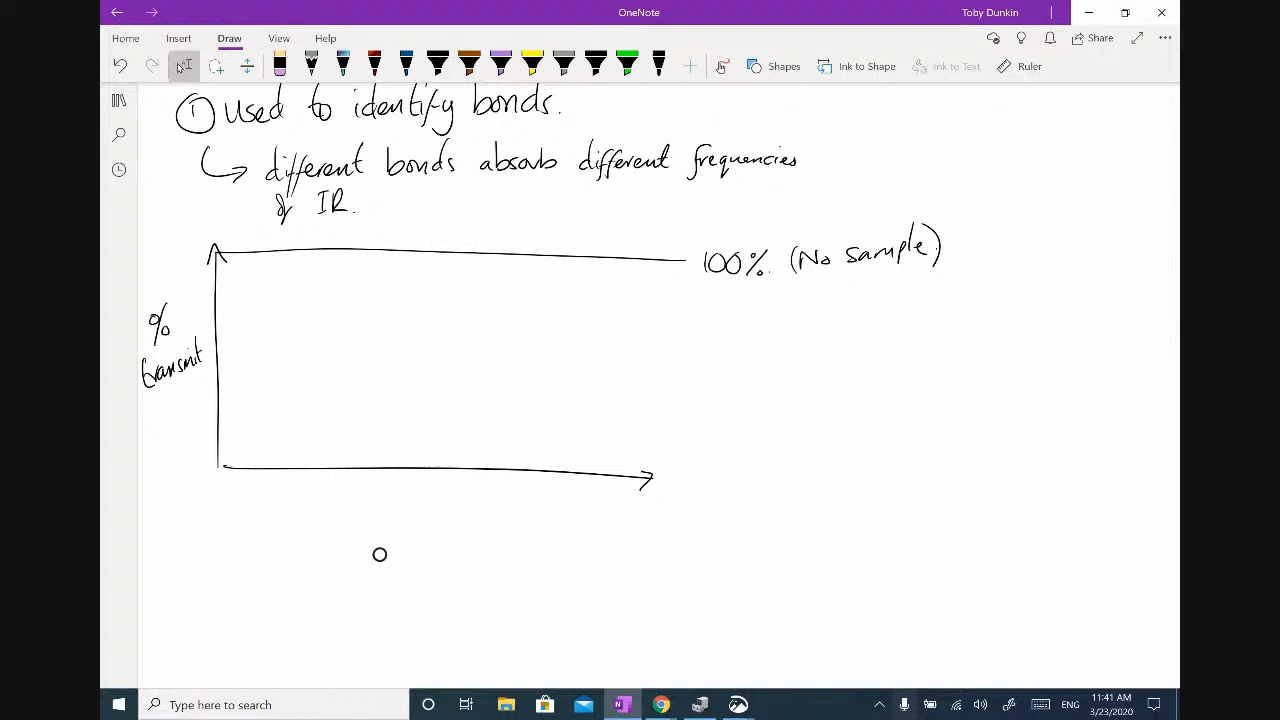 OneNote
Toby Dunkin
Home Insert Draw View Help
Share
Shapes Ink to Shape Ink to Text Ruler
① used to identify bonds.
different bonds absorb different frequencies
of IR.
100% (No sample)
%
transmit
Type here to search
ENG
11:41 AM
3/23/2020